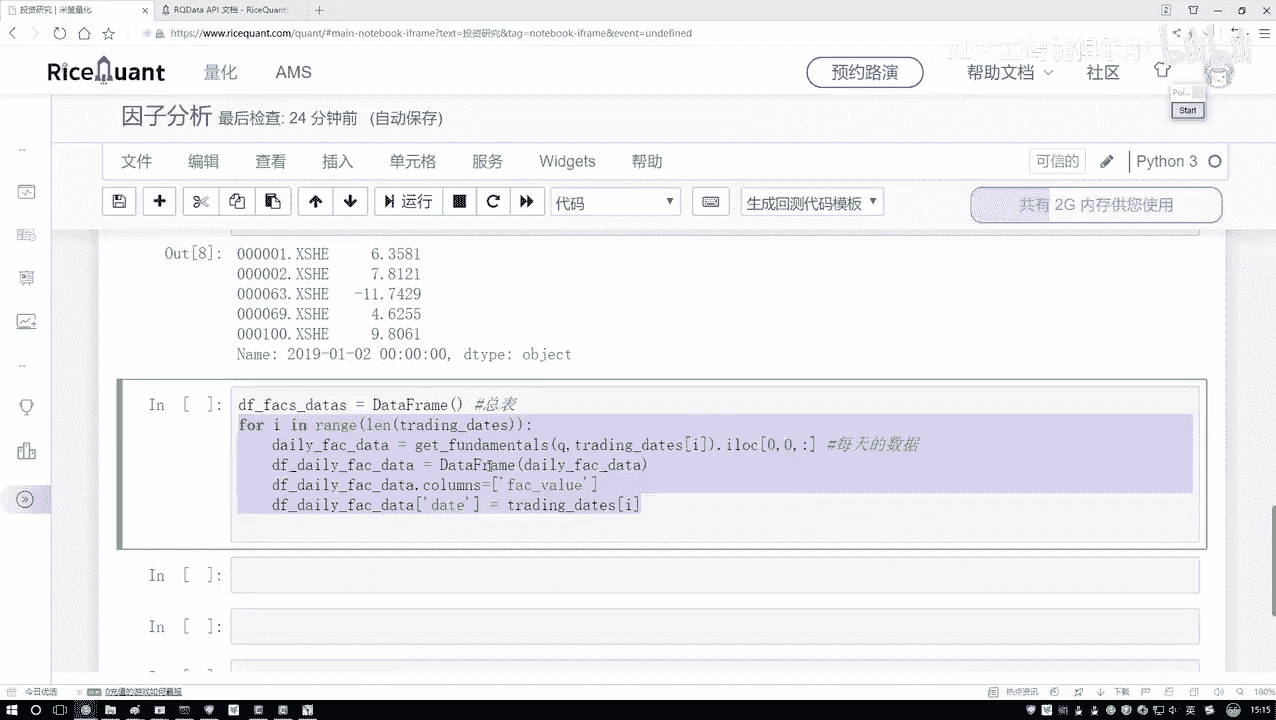 投资研究 | 米筐量化 × RQData API 文档 - RiceQuant +
https://www.ricequant.com/quant/#main-notebook-iframe?text=投资研究&tag=notebook-iframe&event=undefined
RiceQuant 量化 AMS 预约路演 帮助文档 社区
Start
因子分析 最后检查: 24 分钟前 (自动保存)
文件 编辑 查看 插入 单元格 服务 Widgets 帮助 可信的 Python 3
运行 代码 生成回测代码模板 共有 2G 内存供您使用
Out[8]: 000001.XSHE 6.3581
000002.XSHE 7.8121
000063.XSHE -11.7429
000069.XSHE 4.6255
000100.XSHE 9.8061
Name: 2019-01-02 00:00:00, dtype: object
In [ ]: df_facs_datas = DataFrame() #总表
for i in range(len(trading_dates)):
daily_fac_data = get_fundamentals(q,trading_dates[i]).iloc[0,0,:] #每天的数据
df_daily_fac_data = DataFrame(daily_fac_data)
df_daily_fac_data.columns=['fac_value']
df_daily_fac_data['date'] = trading_dates[i]
In [ ]:
In [ ]:
今日优选 热点资讯 下载 160%
英 15:15